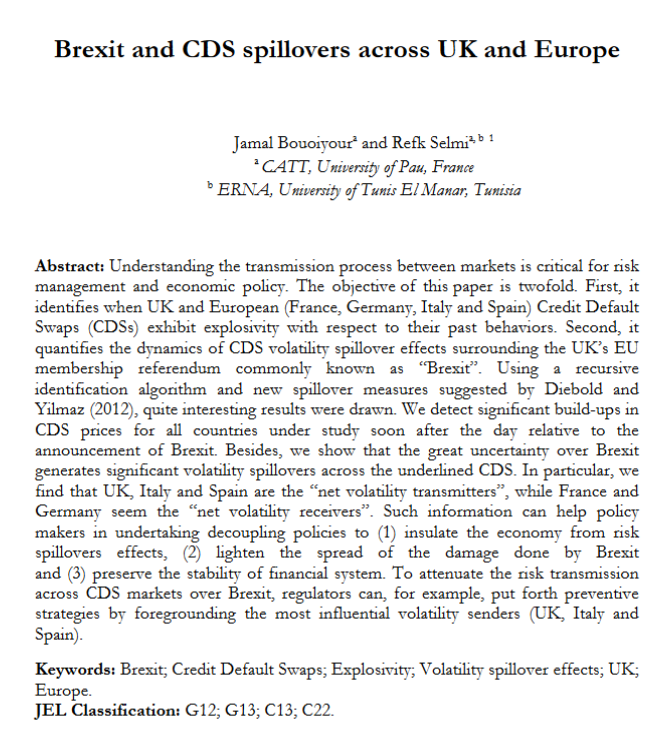 Brexit and CDS spillovers across UK and Europe
Jamal Bouoiyourᵃ and Refk Selmiᵃ, ᵇ ¹
ᵃ CATT, University of Pau, France
ᵇ ERNA, University of Tunis El Manar, Tunisia
Abstract: Understanding the transmission process between markets is critical for risk
management and economic policy. The objective of this paper is twofold. First, it
identifies when UK and European (France, Germany, Italy and Spain) Credit Default
Swaps (CDSs) exhibit explosivity with respect to their past behaviors. Second, it
quantifies the dynamics of CDS volatility spillover effects surrounding the UK's EU
membership referendum commonly known as "Brexit". Using a recursive
identification algorithm and new spillover measures suggested by Diebold and
Yilmaz (2012), quite interesting results were drawn. We detect significant build-ups in
CDS prices for all countries under study soon after the day relative to the
announcement of Brexit. Besides, we show that the great uncertainty over Brexit
generates significant volatility spillovers across the underlined CDS. In particular, we
find that UK, Italy and Spain are the "net volatility transmitters", while France and
Germany seem the "net volatility receivers". Such information can help policy
makers in undertaking decoupling policies to (1) insulate the economy from risk
spillovers effects, (2) lighten the spread of the damage done by Brexit
and (3) preserve the stability of financial system. To attenuate the risk transmission
across CDS markets over Brexit, regulators can, for example, put forth preventive
strategies by foregrounding the most influential volatility senders (UK, Italy and
Spain).
Keywords: Brexit; Credit Default Swaps; Explosivity; Volatility spillover effects; UK;
Europe.
JEL Classification: G12; G13; C13; C22.